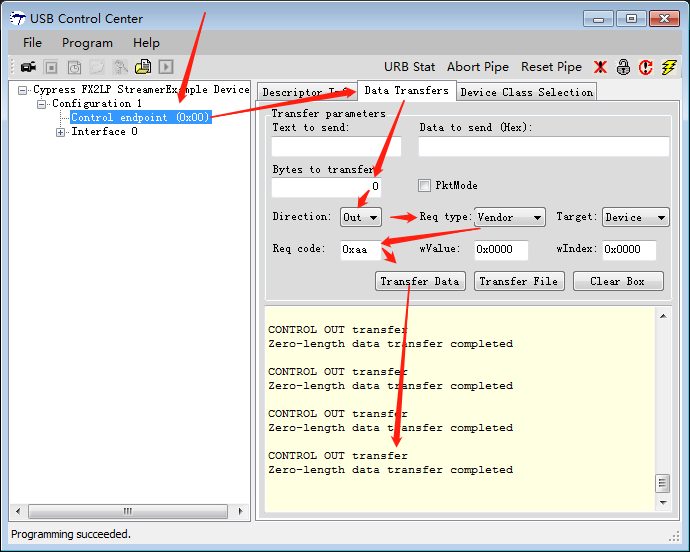 USB Control Center
File Program Help
URB Stat Abort Pipe Reset Pipe
Cypress FX2LP StreamerExample Device
Configuration 1
Control endpoint (0x00)
Interface 0
Data Transfers Device Class Selection
Descriptor
Transfer parameters
Text to send: Data to send (Hex):
Bytes to transfer
0 PktMode
Direction: Out Req type: Vendor Target: Device
Req code: 0xaa wValue: 0x0000 wIndex: 0x0000
Transfer Data Transfer File Clear Box
CONTROL OUT transfer
Zero-length data transfer completed
CONTROL OUT transfer
Zero-length data transfer completed
CONTROL OUT transfer
Zero-length data transfer completed
CONTROL OUT transfer
Zero-length data transfer completed
Programming succeeded.